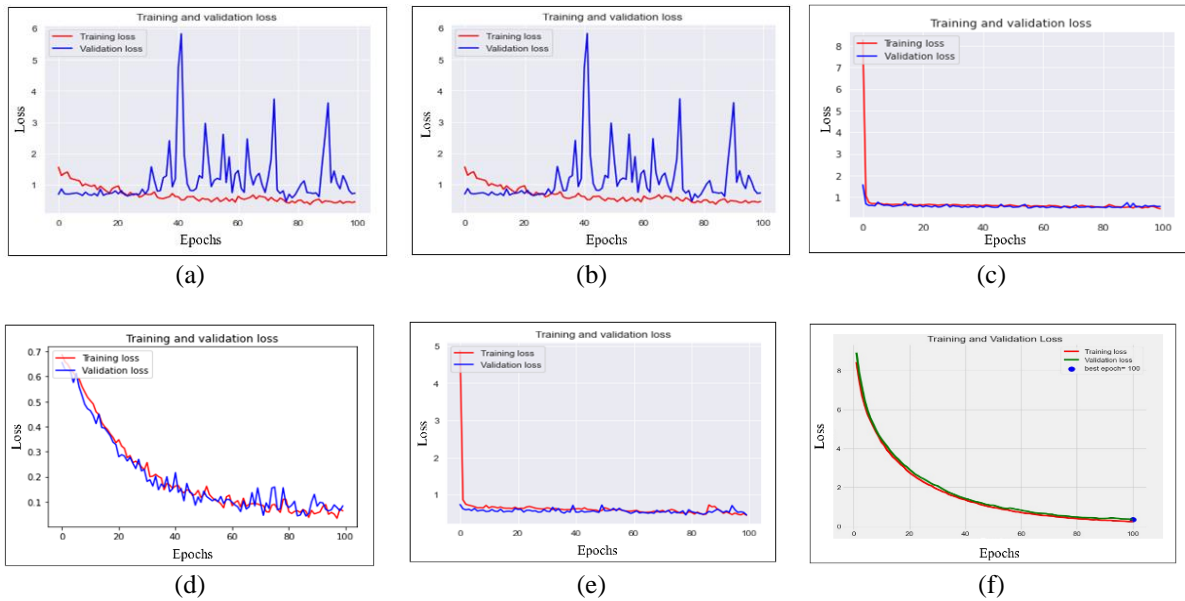 Training and validation loss
Training loss
Validation loss
6
5
4
3
2
1
Loss
0 20 40 60 80 100
Epochs
(a)
Training and validation loss
Training loss
Validation loss
6
5
4
3
2
1
Loss
0 20 40 60 80 100
Epochs
(b)
Training and validation loss
Training loss
Validation loss
8
7
6
5
4
3
2
1
Loss
0 20 40 60 80 100
Epochs
(c)
Training and validation loss
Training loss
Validation loss
0.7
0.6
0.5
0.4
0.3
0.2
0.1
Loss
0 20 40 60 80 100
Epochs
(d)
Training and validation loss
Training loss
Validation loss
5
4
3
2
1
Loss
0 20 40 60 80 100
Epochs
(e)
Training and Validation Loss
Training loss
Validation loss
best epoch= 100
8
6
4
2
0
Loss
0 20 40 60 80 100
Epochs
(f)